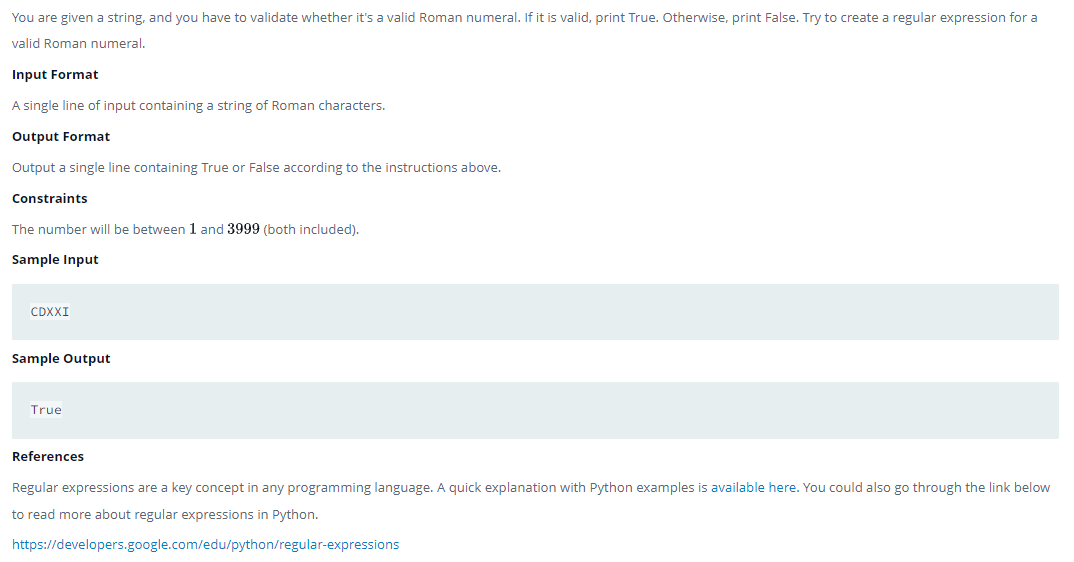 You are given a string, and you have to validate whether it's a valid Roman numeral. If it is valid, print True. Otherwise, print False. Try to create a regular expression for a
valid Roman numeral.
Input Format
A single line of input containing a string of Roman characters.
Output Format
Output a single line containing True or False according to the instructions above.
Constraints
The number will be between 1 and 3999 (both included).
Sample Input
CDXXI
Sample Output
True
References
Regular expressions are a key concept in any programming language. A quick explanation with Python examples is available here. You could also go through the link below
to read more about regular expressions in Python.
https://developers.google.com/edu/python/regular-expressions